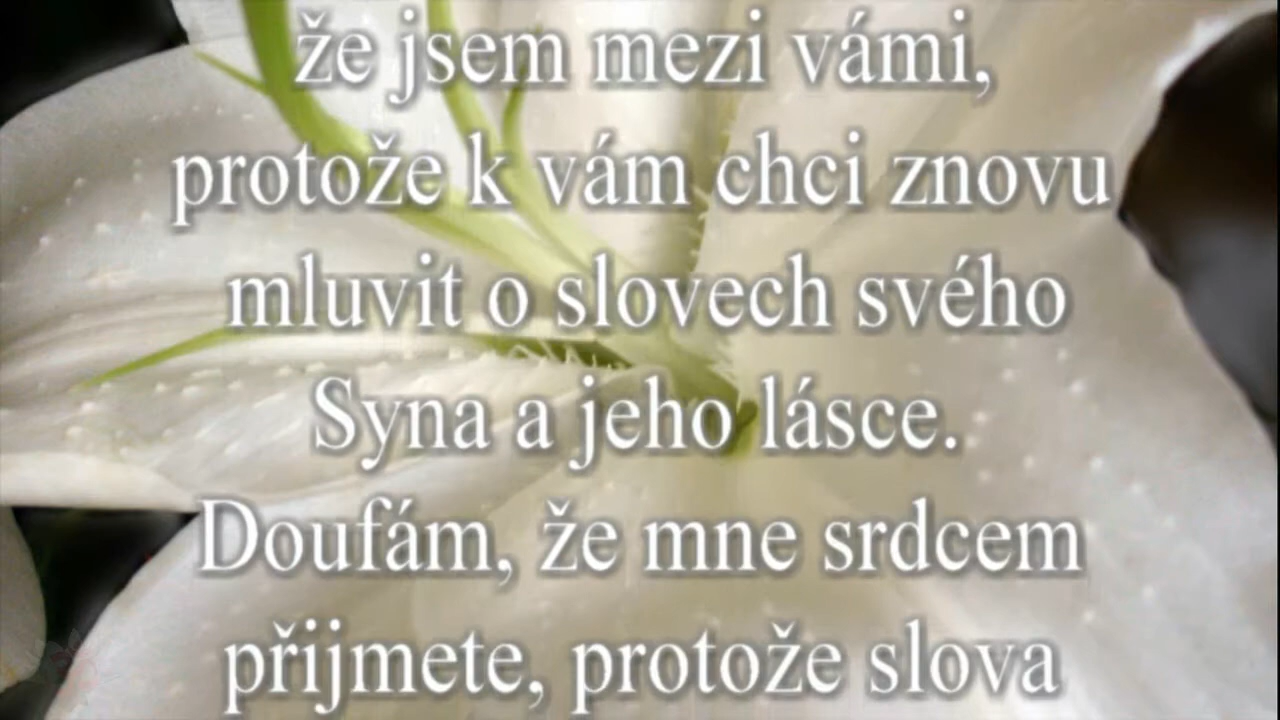 že jsem mezi vámi,
protože k vám chci znovu
mluvit o slovech svého
Syna a jeho lásce.
Doufám, že mne srdcem
přijmete, protože slova